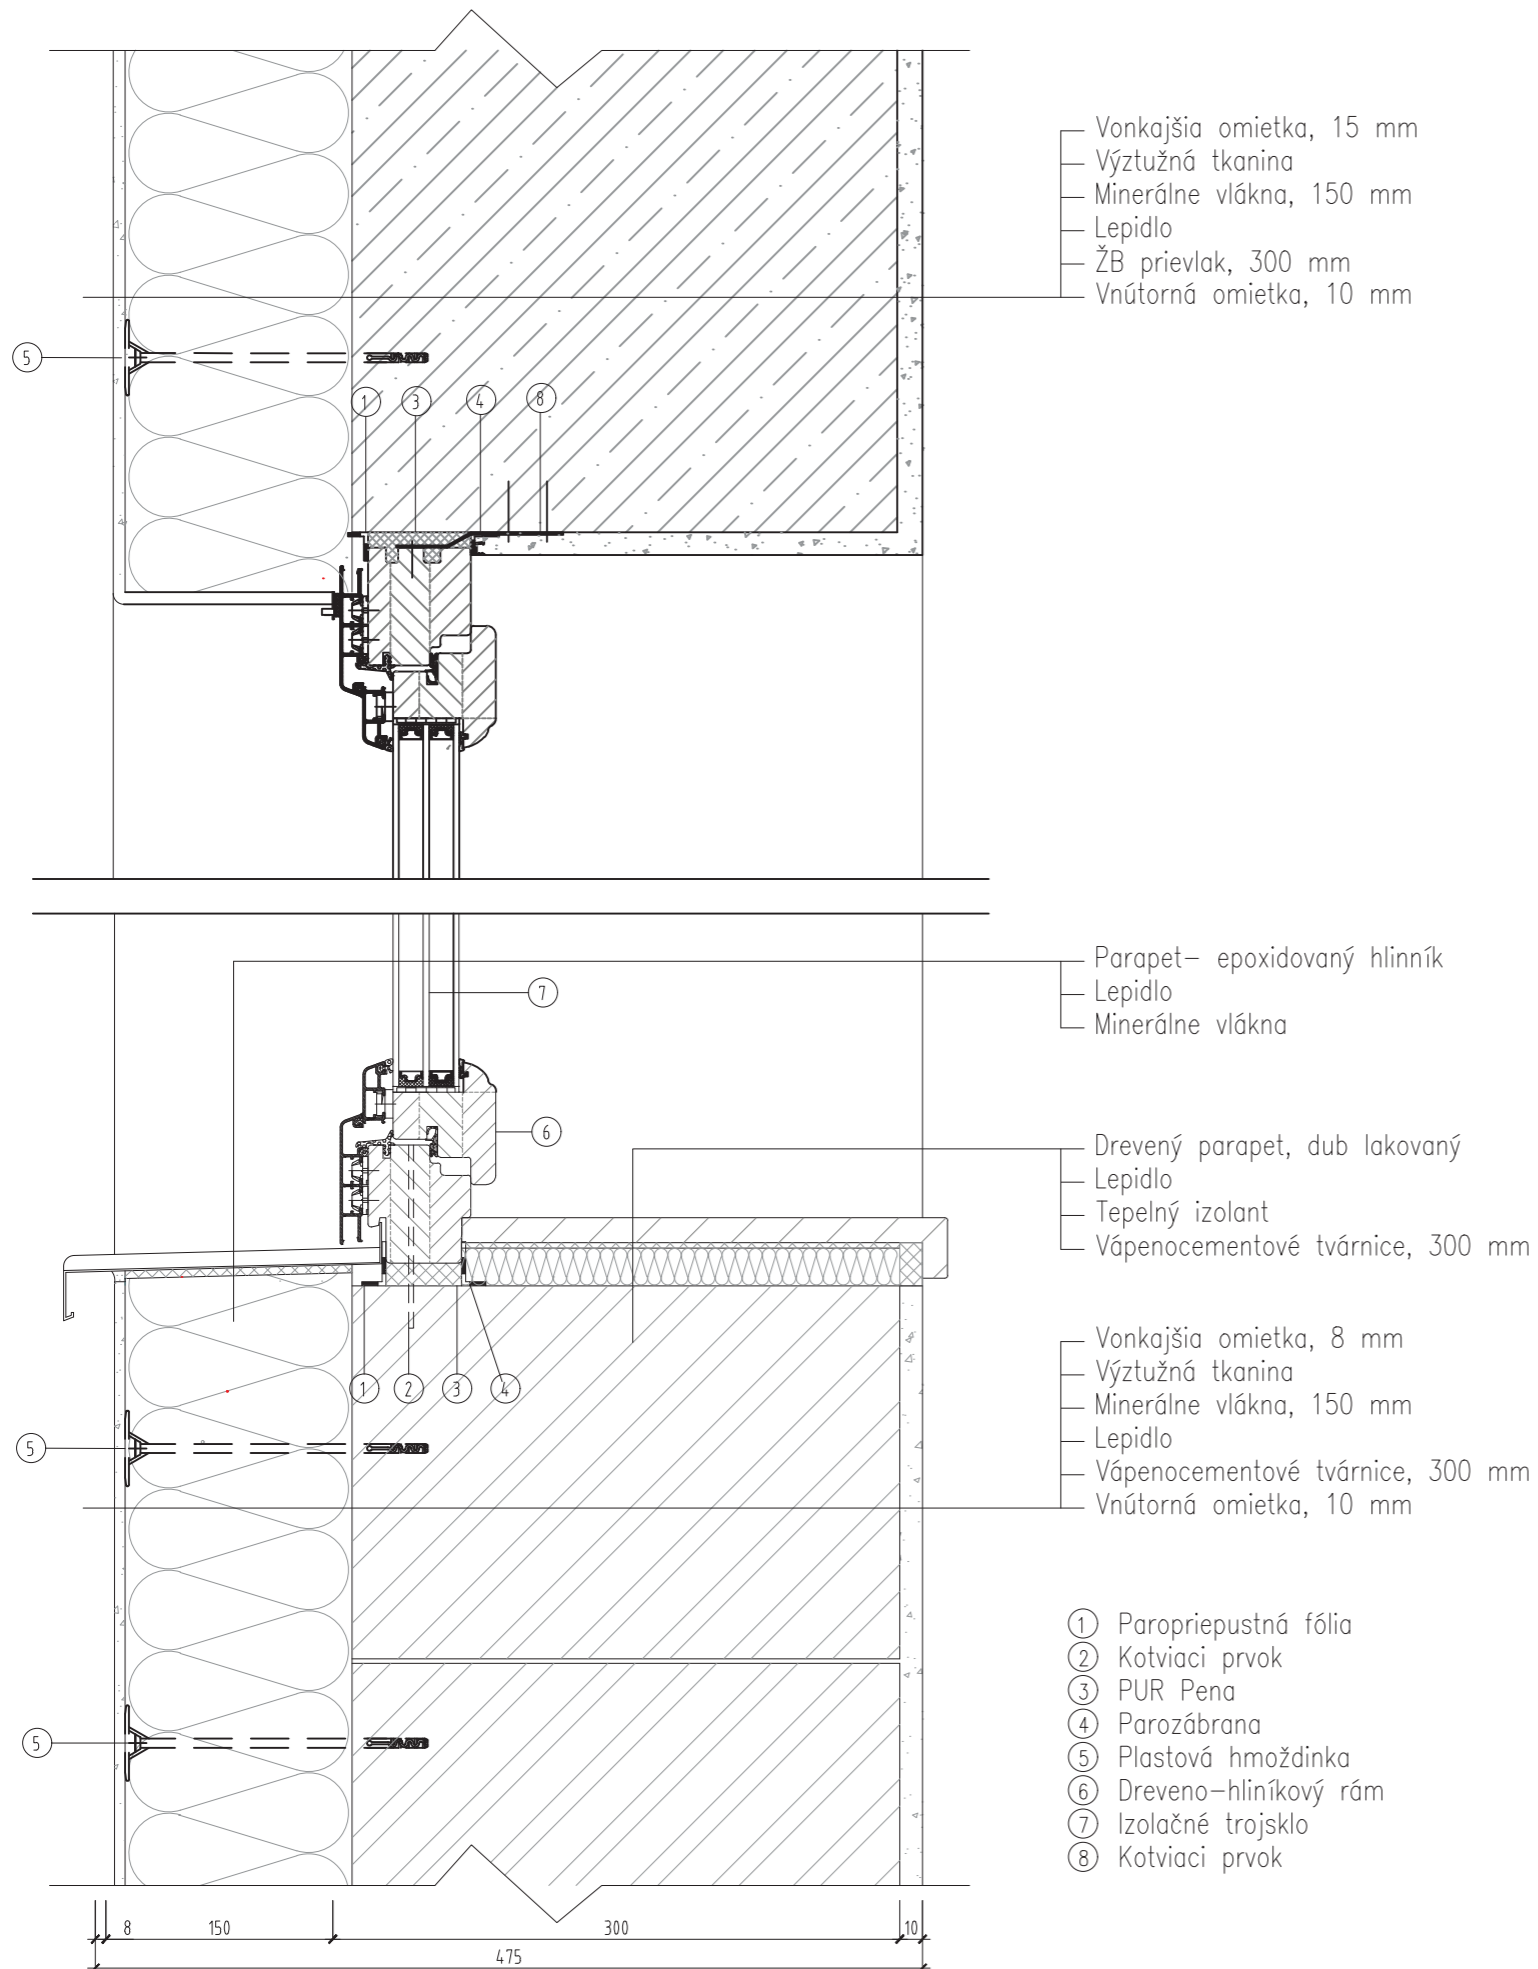 Vonkajšia omietka, 15 mm
Výztužná tkanina
Minerálne vlákna, 150 mm
Lepidlo
ŽB prievlak, 300 mm
Vnútorná omietka, 10 mm
5
1 3 4 8
Parapet– epoxidovaný hlinník
Lepidlo
Minerálne vlákna
7
6
Drevený parapet, dub lakovaný
Lepidlo
Tepelný izolant
Vápenocementové tvárnice, 300 mm
1 2 3 4
Vonkajšia omietka, 8 mm
Výztužná tkanina
Minerálne vlákna, 150 mm
Lepidlo
Vápenocementové tvárnice, 300 mm
Vnútorná omietka, 10 mm
5
5
1 Paropriepustná fólia
2 Kotviaci prvok
3 PUR Pena
4 Parozábrana
5 Plastová hmoždinka
6 Dreveno–hliníkový rám
7 Izolačné trojsklo
8 Kotviaci prvok
8 150 300 10
475